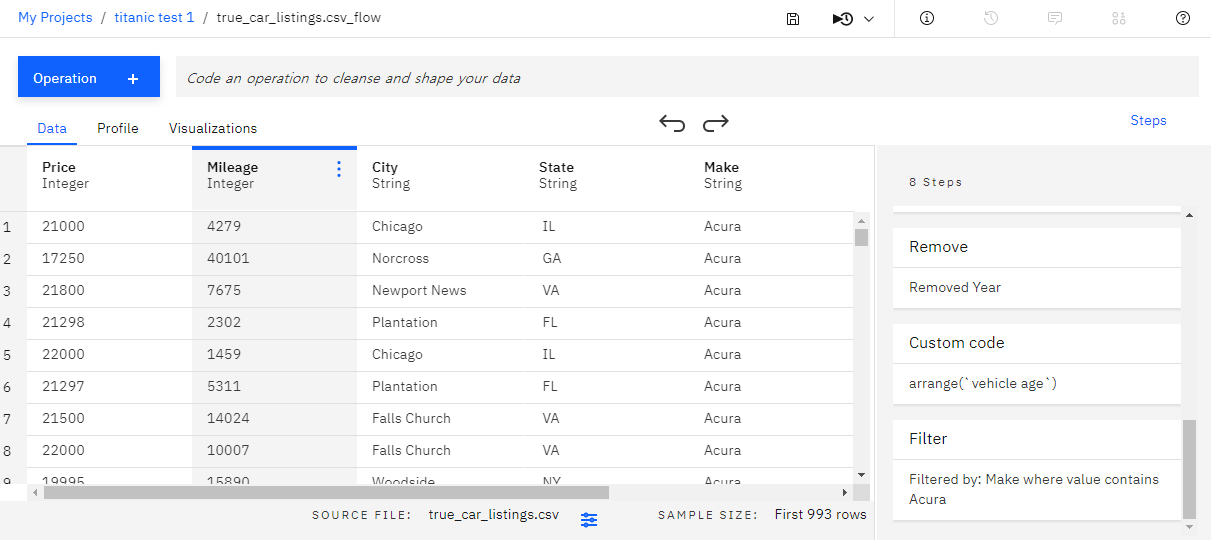 My Projects / titanic test 1 / true_car_listings.csv_flow
Operation +
Code an operation to cleanse and shape your data
Data Profile Visualizations
Steps
Price Mileage City State Make
Integer Integer String String String
1 21000 4279 Chicago IL Acura
2 17250 40101 Norcross GA Acura
3 21800 7675 Newport News VA Acura
4 21298 2302 Plantation FL Acura
5 22000 1459 Chicago IL Acura
6 21297 5311 Plantation FL Acura
7 21500 14024 Falls Church VA Acura
8 22000 10007 Falls Church VA Acura
9 19995 15890 Woodside NY Acura
SOURCE FILE: true_car_listings.csv SAMPLE SIZE: First 993 rows
8 Steps
Remove
Removed Year
Custom code
arrange(`vehicle age`)
Filter
Filtered by: Make where value contains
Acura